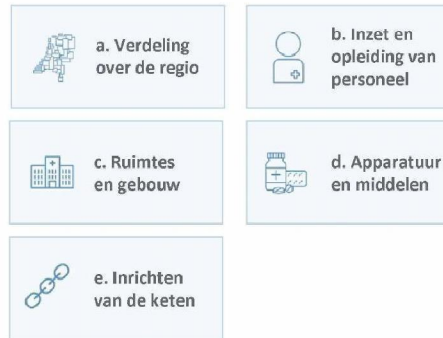 a. Verdeling
over de regio
b. Inzet en
opleiding van
personeel
c. Ruimtes
en gebouw
d. Apparatuur
en middelen
e. Inrichten
van de keten